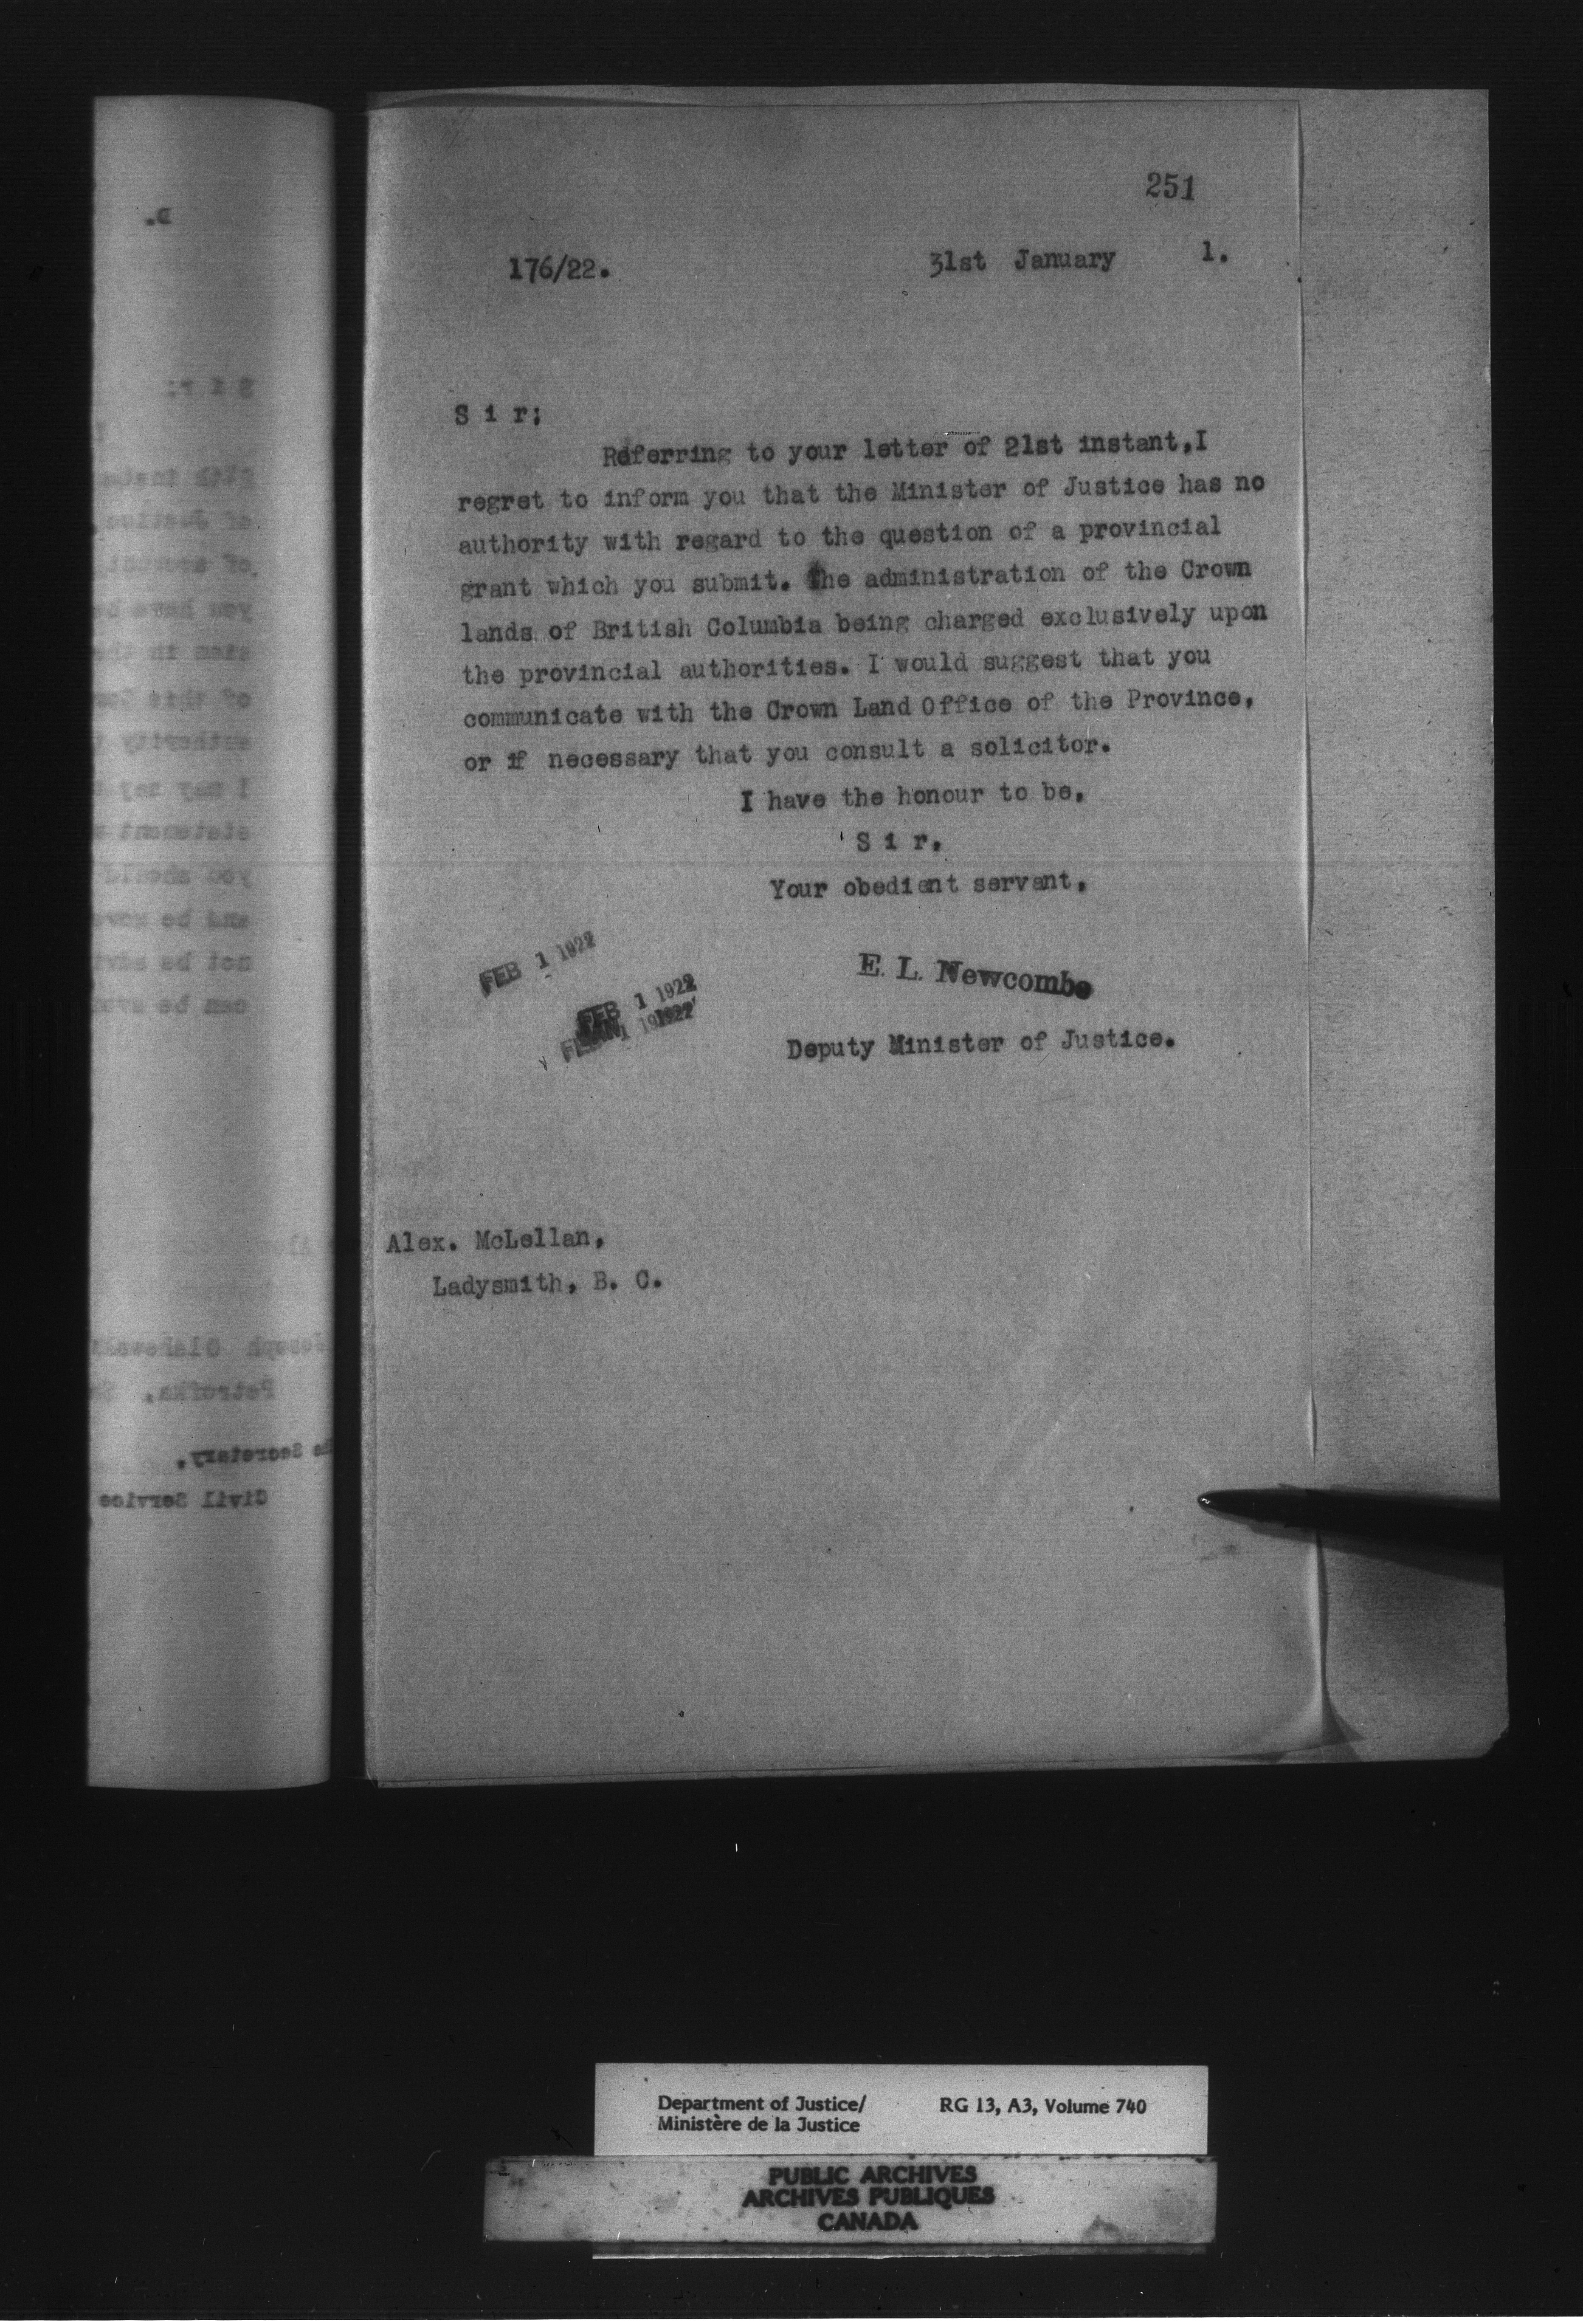 251
176/22. 31st January 1.
S i r;
Referring to your letter of 21st instant, I
regret to inform you that the Minister of Justice has no
authority with regard to the question of a provincial
grant which you submit. The administration of the Crown
lands of British Columbia being charged exclusively upon
the provincial authorities. I would suggest that you
communicate with the Crown Land Office of the Province,
or if necessary that you consult a solicitor.
I have the honour to be,
S i r,
Your obedient servant,
FEB 1 1922
E. L. Newcombe
FEB 1 1922
Deputy Minister of Justice.
Alex. McLellan,
Ladysmith, B. C.
Department of Justice/ RG 13, A3, Volume 740
Ministère de la Justice
PUBLIC ARCHIVES
ARCHIVES PUBLIQUES
CANADA